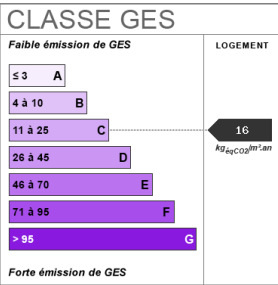 CLASSE GES
Faible émission de GES
LOGEMENT
≤ 3 A
4 à 10 B
11 à 25 C
16
kgéqCO2/m².an
26 à 45 D
46 à 70 E
71 à 95 F
> 95 G
Forte émission de GES